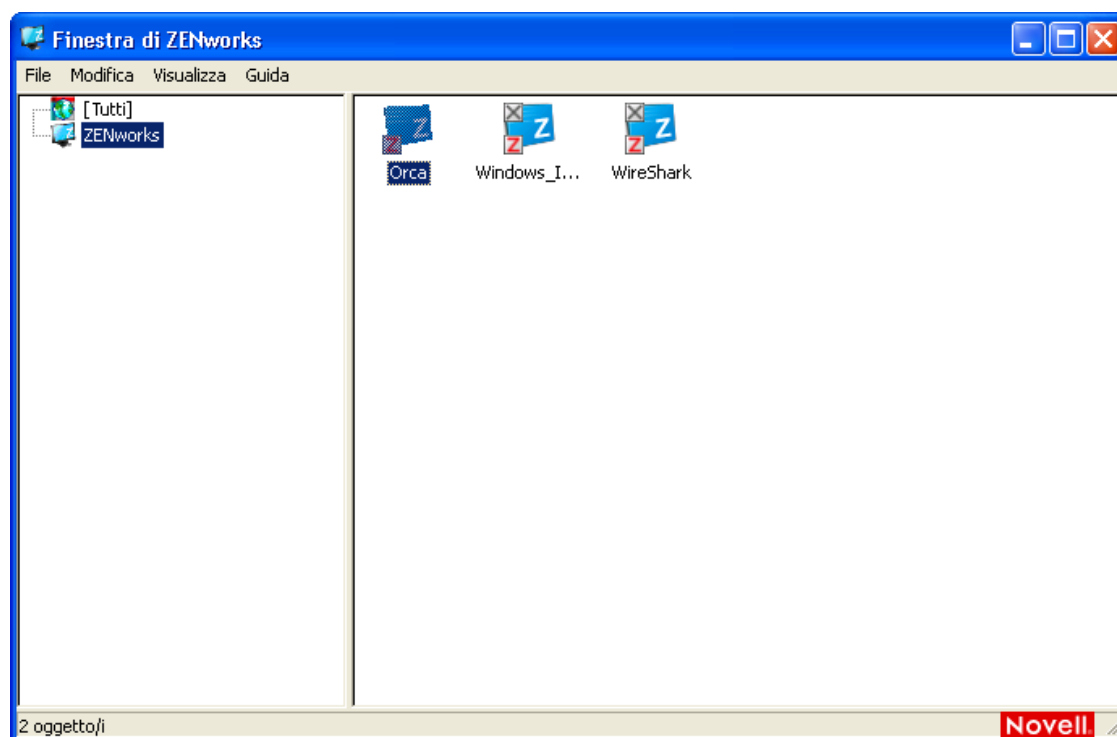 Finestra di ZENworks
File Modifica Visualizza Guida
[Tutti]
ZENworks
Orca Windows_I... WireShark
2 oggetto/i
Novell.